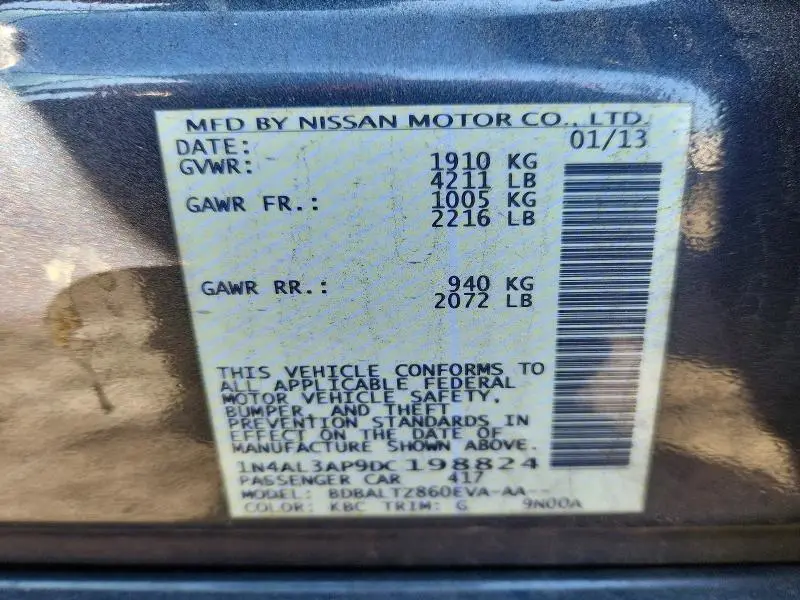 MFD BY NISSAN MOTOR CO., LTD.
DATE: 01/13
GVWR: 1910 KG
4211 LB
GAWR FR.: 1005 KG
2216 LB
GAWR RR.: 940 KG
2072 LB
THIS VEHICLE CONFORMS TO
ALL APPLICABLE FEDERAL
MOTOR VEHICLE SAFETY,
BUMPER, AND THEFT
PREVENTION STANDARDS IN
EFFECT ON THE DATE OF
MANUFACTURE SHOWN ABOVE.
1N4AL3AP9DC198824
PASSENGER CAR 417
MODEL: BDBALTZ860EVA-AA--
COLOR: KBC TRIM: G 9N00A